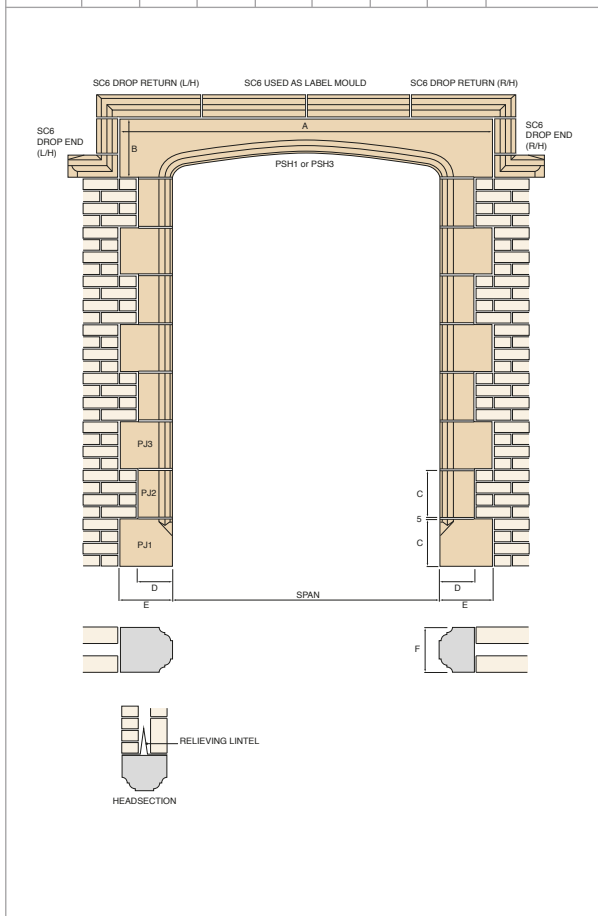 SC6 DROP RETURN (L/H)
SC6 USED AS LABEL MOULD
SC6 DROP RETURN (R/H)
SC6
DROP END
(L/H)
A
SC6
DROP END
(R/H)
B
PSH1 or PSH3
PJ3
PJ2
C
5
PJ1
C
D
D
SPAN
E
E
F
RELIEVING LINTEL
HEADSECTION